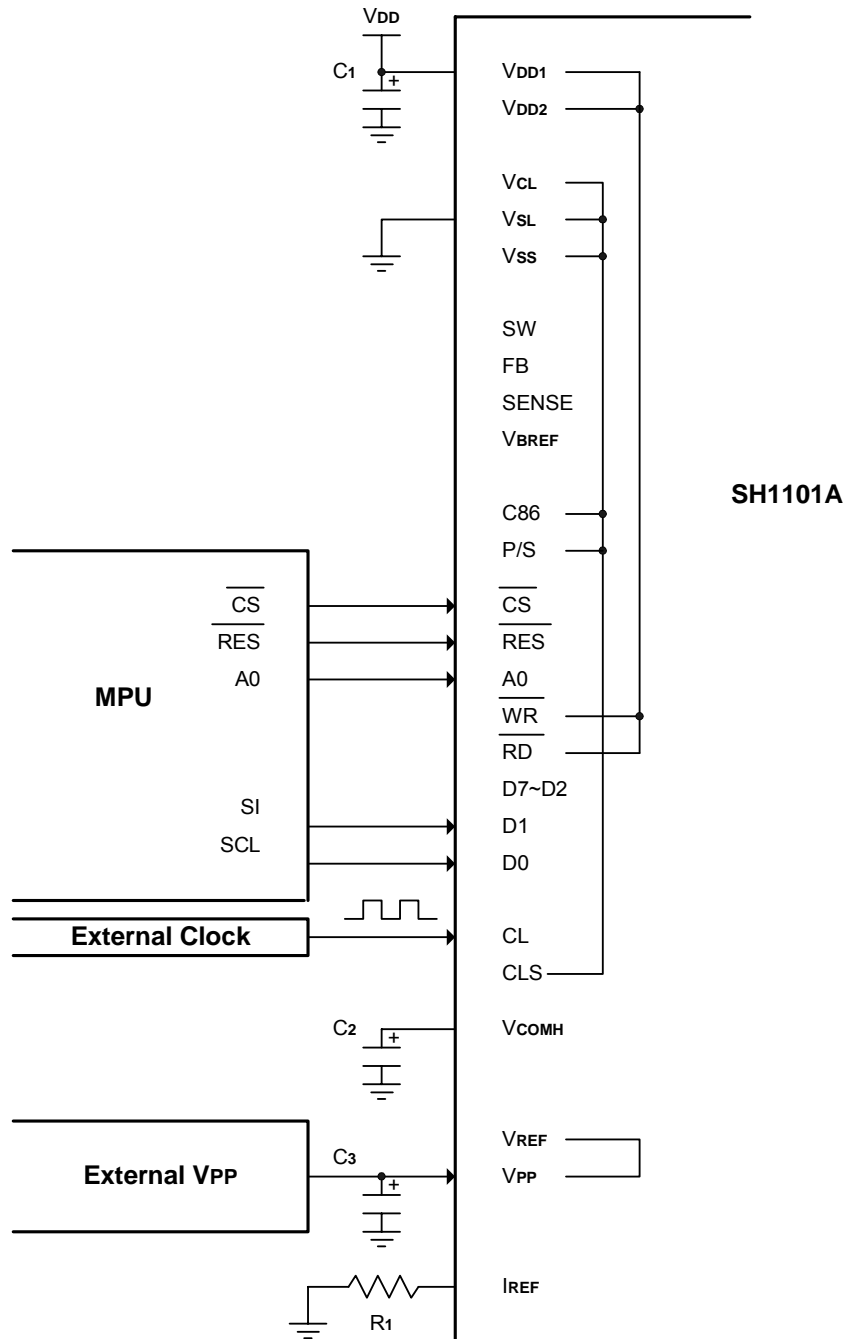 VDD
C1
+
VDD1
VDD2
VCL
VSL
VSS
SW
FB
SENSE
VBREF
SH1101A
C86
P/S
MPU
CS
RES
A0
SI
SCL
CS
RES
A0
WR
RD
D7~D2
D1
D0
External Clock
CL
CLS
C2
+
VCOMH
External VPP
C3
+
VREF
VPP
R1
IREF